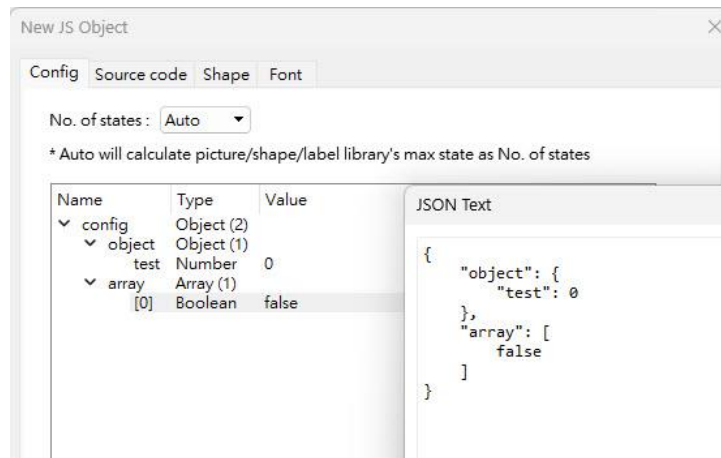 New JS Object
Config Source code Shape Font
No. of states : Auto
* Auto will calculate picture/shape/label library's max state as No. of states
Name Type Value
config Object (2)
object Object (1)
test Number 0
array Array (1)
[0] Boolean false
JSON Text
{
"object": {
"test": 0
},
"array": [
false
]
}